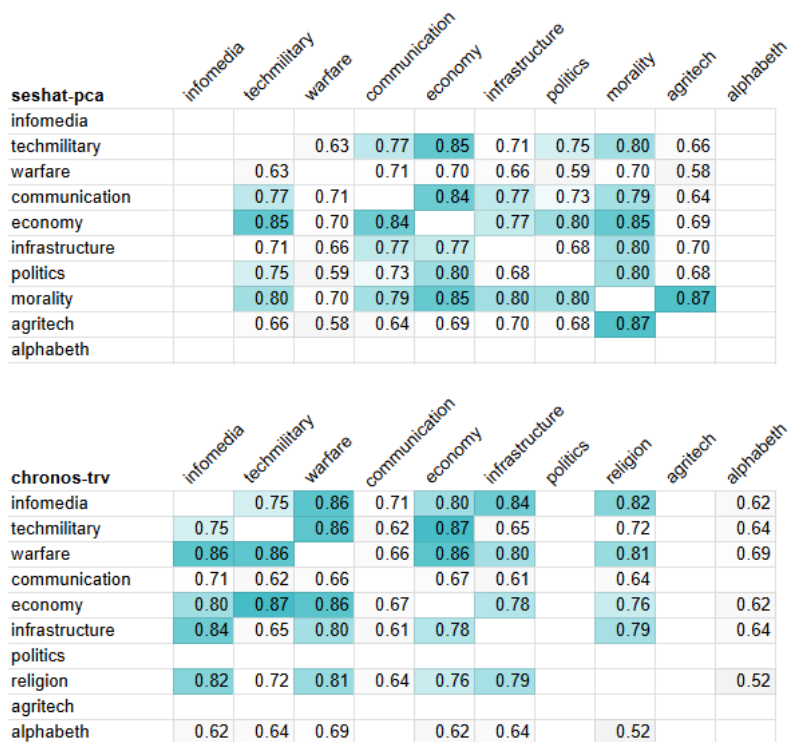 seshat-pca infomedia techmilitary warfare communication economy infrastructure politics morality agritech alphabeth
infomedia
techmilitary 0.63 0.77 0.85 0.71 0.75 0.80 0.66
warfare 0.63 0.71 0.70 0.66 0.59 0.70 0.58
communication 0.77 0.71 0.84 0.77 0.73 0.79 0.64
economy 0.85 0.70 0.84 0.77 0.80 0.85 0.69
infrastructure 0.71 0.66 0.77 0.77 0.68 0.80 0.70
politics 0.75 0.59 0.73 0.80 0.68 0.80 0.68
morality 0.80 0.70 0.79 0.85 0.80 0.80 0.87
agritech 0.66 0.58 0.64 0.69 0.70 0.68 0.87
alphabeth
chronos-trv infomedia techmilitary warfare communication economy infrastructure politics religion agritech alphabeth
infomedia 0.75 0.86 0.71 0.80 0.84 0.82 0.62
techmilitary 0.75 0.86 0.62 0.87 0.65 0.72 0.64
warfare 0.86 0.86 0.66 0.86 0.80 0.81 0.69
communication 0.71 0.62 0.66 0.67 0.61 0.64
economy 0.80 0.87 0.86 0.67 0.78 0.76 0.62
infrastructure 0.84 0.65 0.80 0.61 0.78 0.79 0.64
politics
religion 0.82 0.72 0.81 0.64 0.76 0.79 0.52
agritech
alphabeth 0.62 0.64 0.69 0.62 0.64 0.52